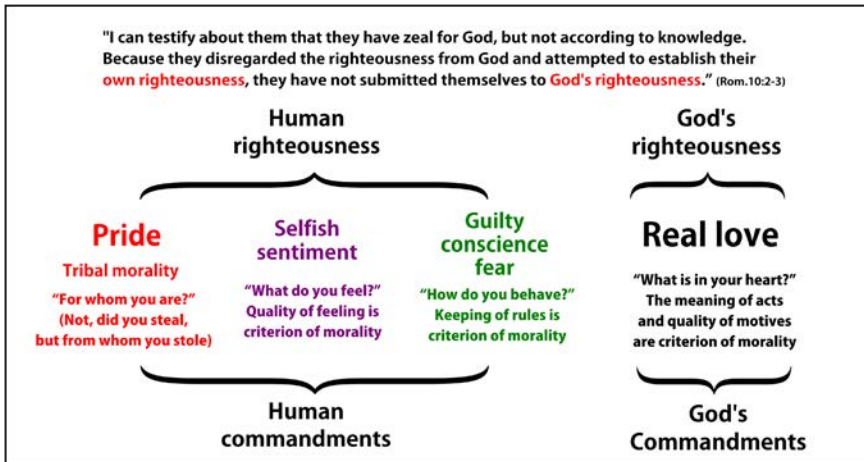 "I can testify about them that they have zeal for God, but not according to knowledge.
Because they disregarded the righteousness from God and attempted to establish their
own righteousness, they have not submitted themselves to God's righteousness." (Rom.10:2-3)
Human
righteousness
God's
righteousness
Pride
Tribal morality
"For whom you are?"
(Not, did you steal,
but from whom you stole)
Selfish
sentiment
"What do you feel?"
Quality of feeling is
criterion of morality
Guilty
conscience
fear
"How do you behave?"
Keeping of rules is
criterion of morality
Real love
"What is in your heart?"
The meaning of acts
and quality of motives
are criterion of morality
Human
commandments
God's
Commandments